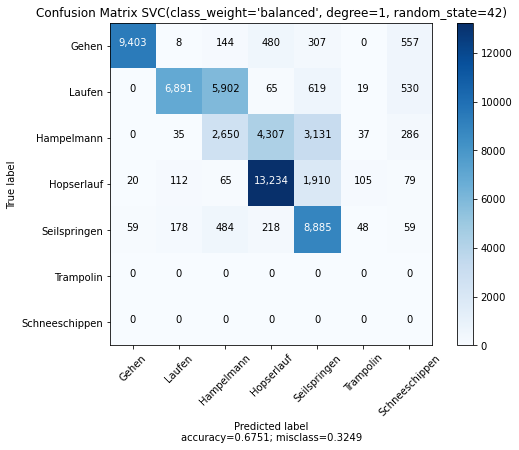 Confusion Matrix SVC(class_weight='balanced', degree=1, random_state=42)
True label
Gehen 9,403 8 144 480 307 0 557
Laufen 0 6,891 5,902 65 619 19 530
Hampelmann 0 35 2,650 4,307 3,131 37 286
Hopserlauf 20 112 65 13,234 1,910 105 79
Seilspringen 59 178 484 218 8,885 48 59
Trampolin 0 0 0 0 0 0 0
Schneeschippen 0 0 0 0 0 0 0
Gehen Laufen Hampelmann Hopserlauf Seilspringen Trampolin Schneeschippen
Predicted label
accuracy=0.6751; misclass=0.3249
12000
10000
8000
6000
4000
2000
0